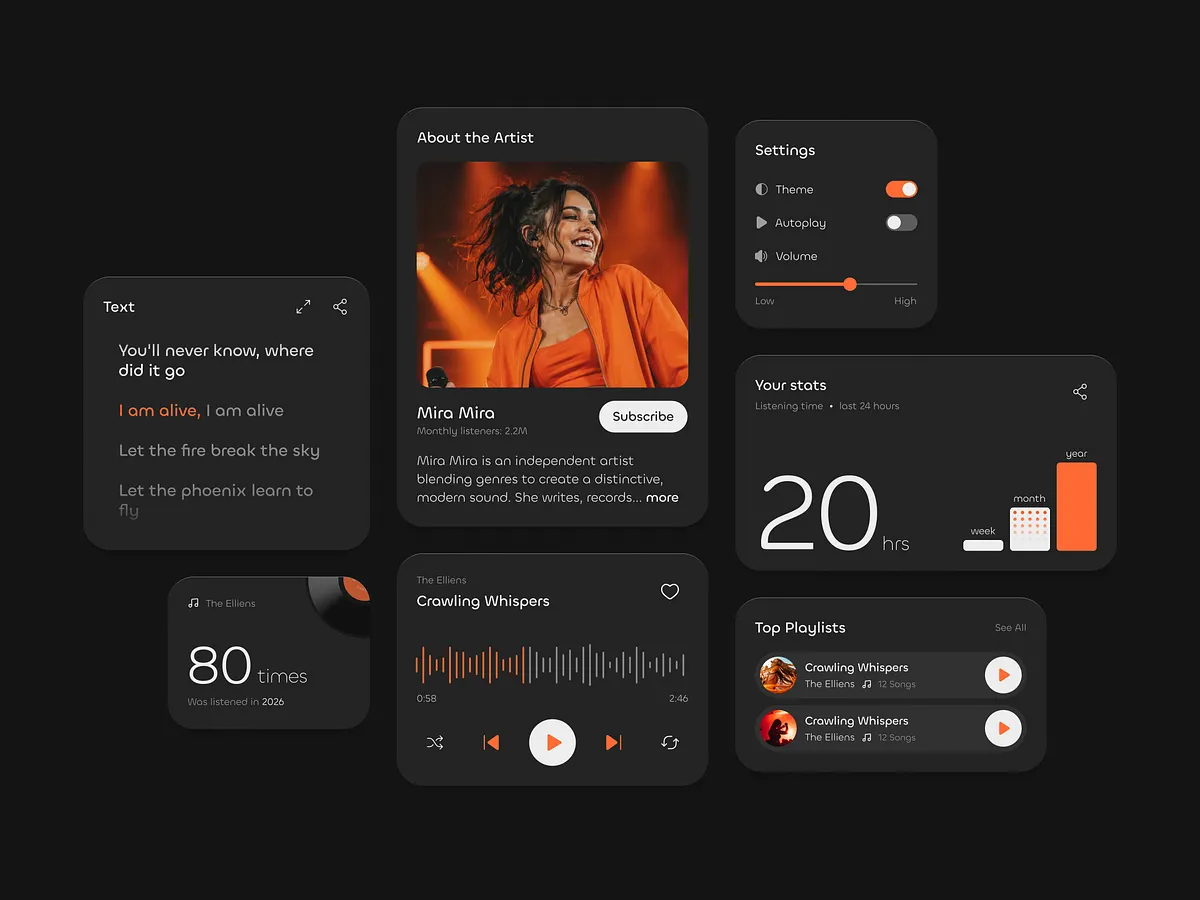 About the Artist
Mira Mira
Monthly listeners: 2.2M
Subscribe
Mira Mira is an independent artist
blending genres to create a distinctive,
modern sound. She writes, records... more
Settings
Theme
Autoplay
Volume
Low
High
Text
You'll never know, where
did it go
I am alive, I am alive
Let the fire break the sky
Let the phoenix learn to
fly
Your stats
Listening time • last 24 hours
20 hrs
week
month
year
The Elliens
80 times
Was listened in 2026
The Elliens
Crawling Whispers
0:58
2:46
Top Playlists
See All
Crawling Whispers
The Elliens 12 Songs
Crawling Whispers
The Elliens 12 Songs